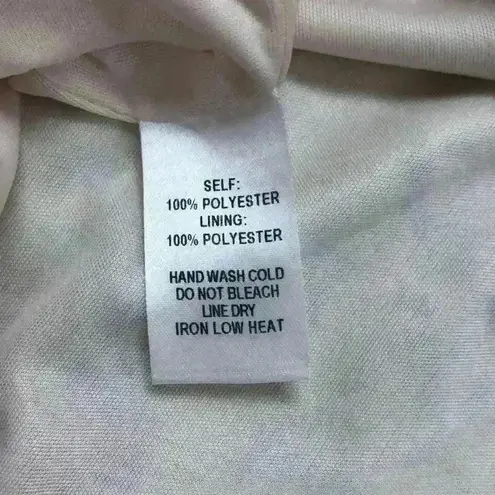 SELF:
100% POLYESTER
LINING:
100% POLYESTER
HAND WASH COLD
DO NOT BLEACH
LINE DRY
IRON LOW HEAT